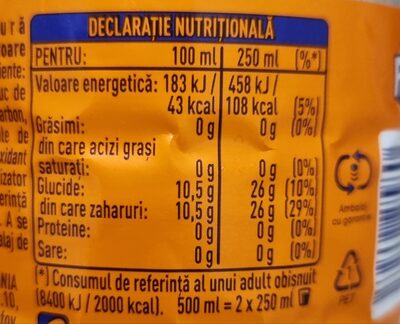 DECLARAȚIE NUTRIȚIONALĂ
PENTRU: 100 ml 250 ml (%*)
Valoare energetică: 183 kJ / 458 kJ /
43 kcal 108 kcal (5%)
Grăsimi: 0 g 0 g (0%)
din care acizi grași
saturați: 0 g 0 g (0%)
Glucide: 10,5 g 26 g (10%)
din care zaharuri: 10,5 g 26 g (29%)
Proteine: 0 g 0 g (0%)
Sare: 0 g 0 g (0%)
(*) Consumul de referință al unui adult obișnuit
(8400 kJ / 2000 kcal). 500 ml = 2 x 250 ml
Ambalaj
cu garanție
PET